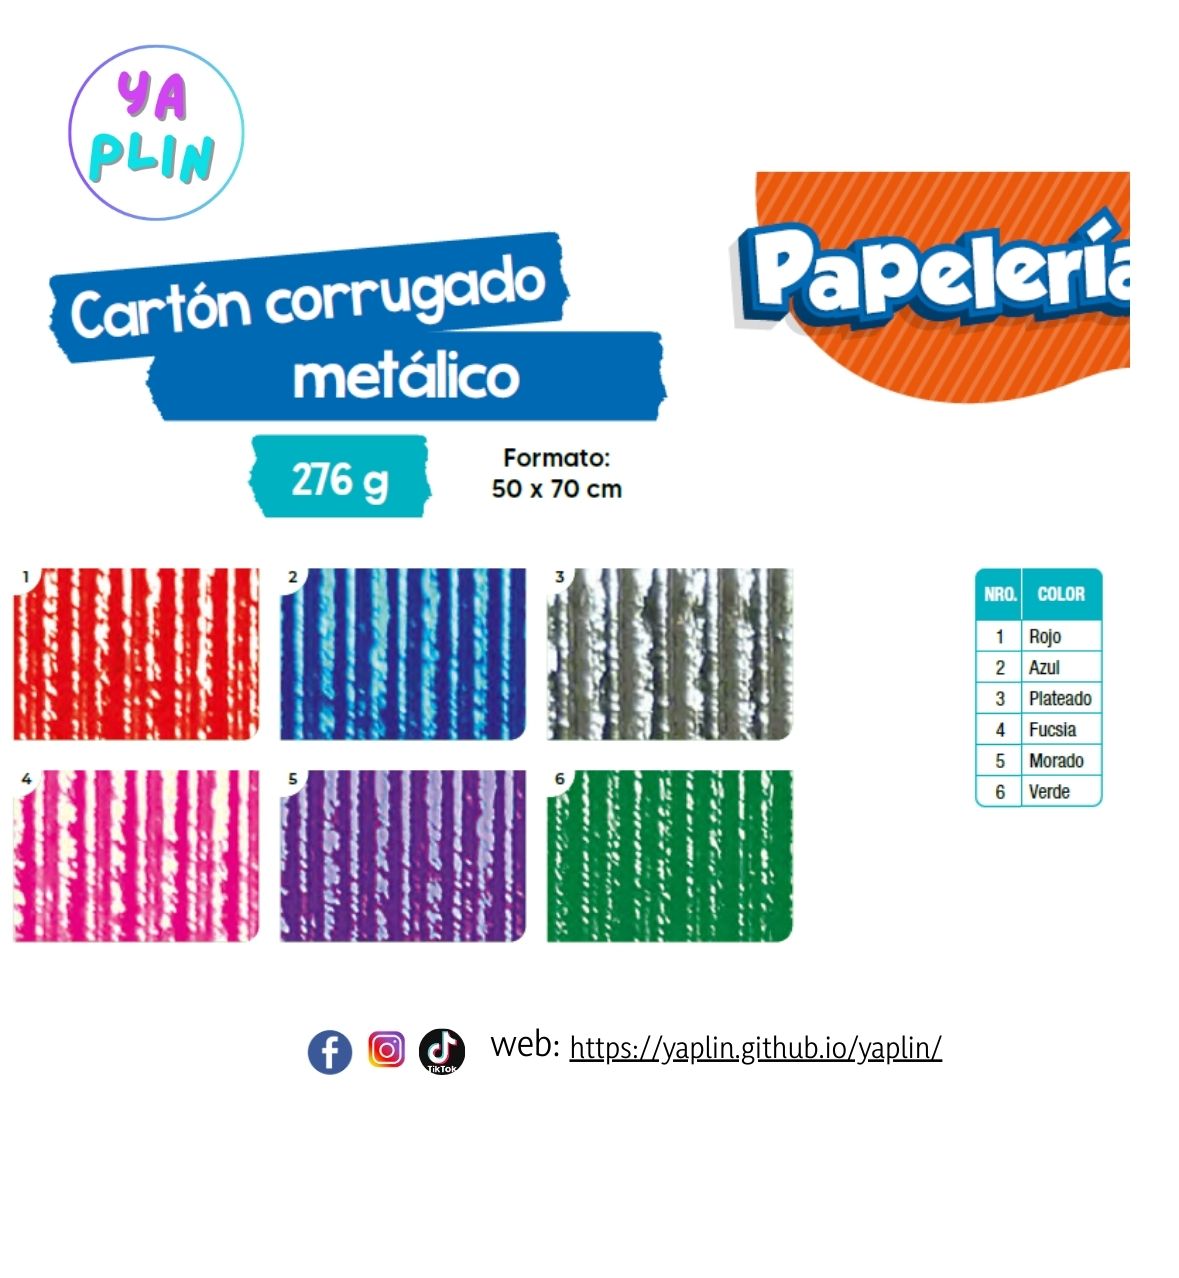 YA
PLIN
Papelería
Cartón corrugado
metálico
276 g
Formato:
50 x 70 cm
1
2
3
4
5
6
NRO. COLOR
1 Rojo
2 Azul
3 Plateado
4 Fucsia
5 Morado
6 Verde
TikTok
web: https://yaplin.github.io/yaplin/